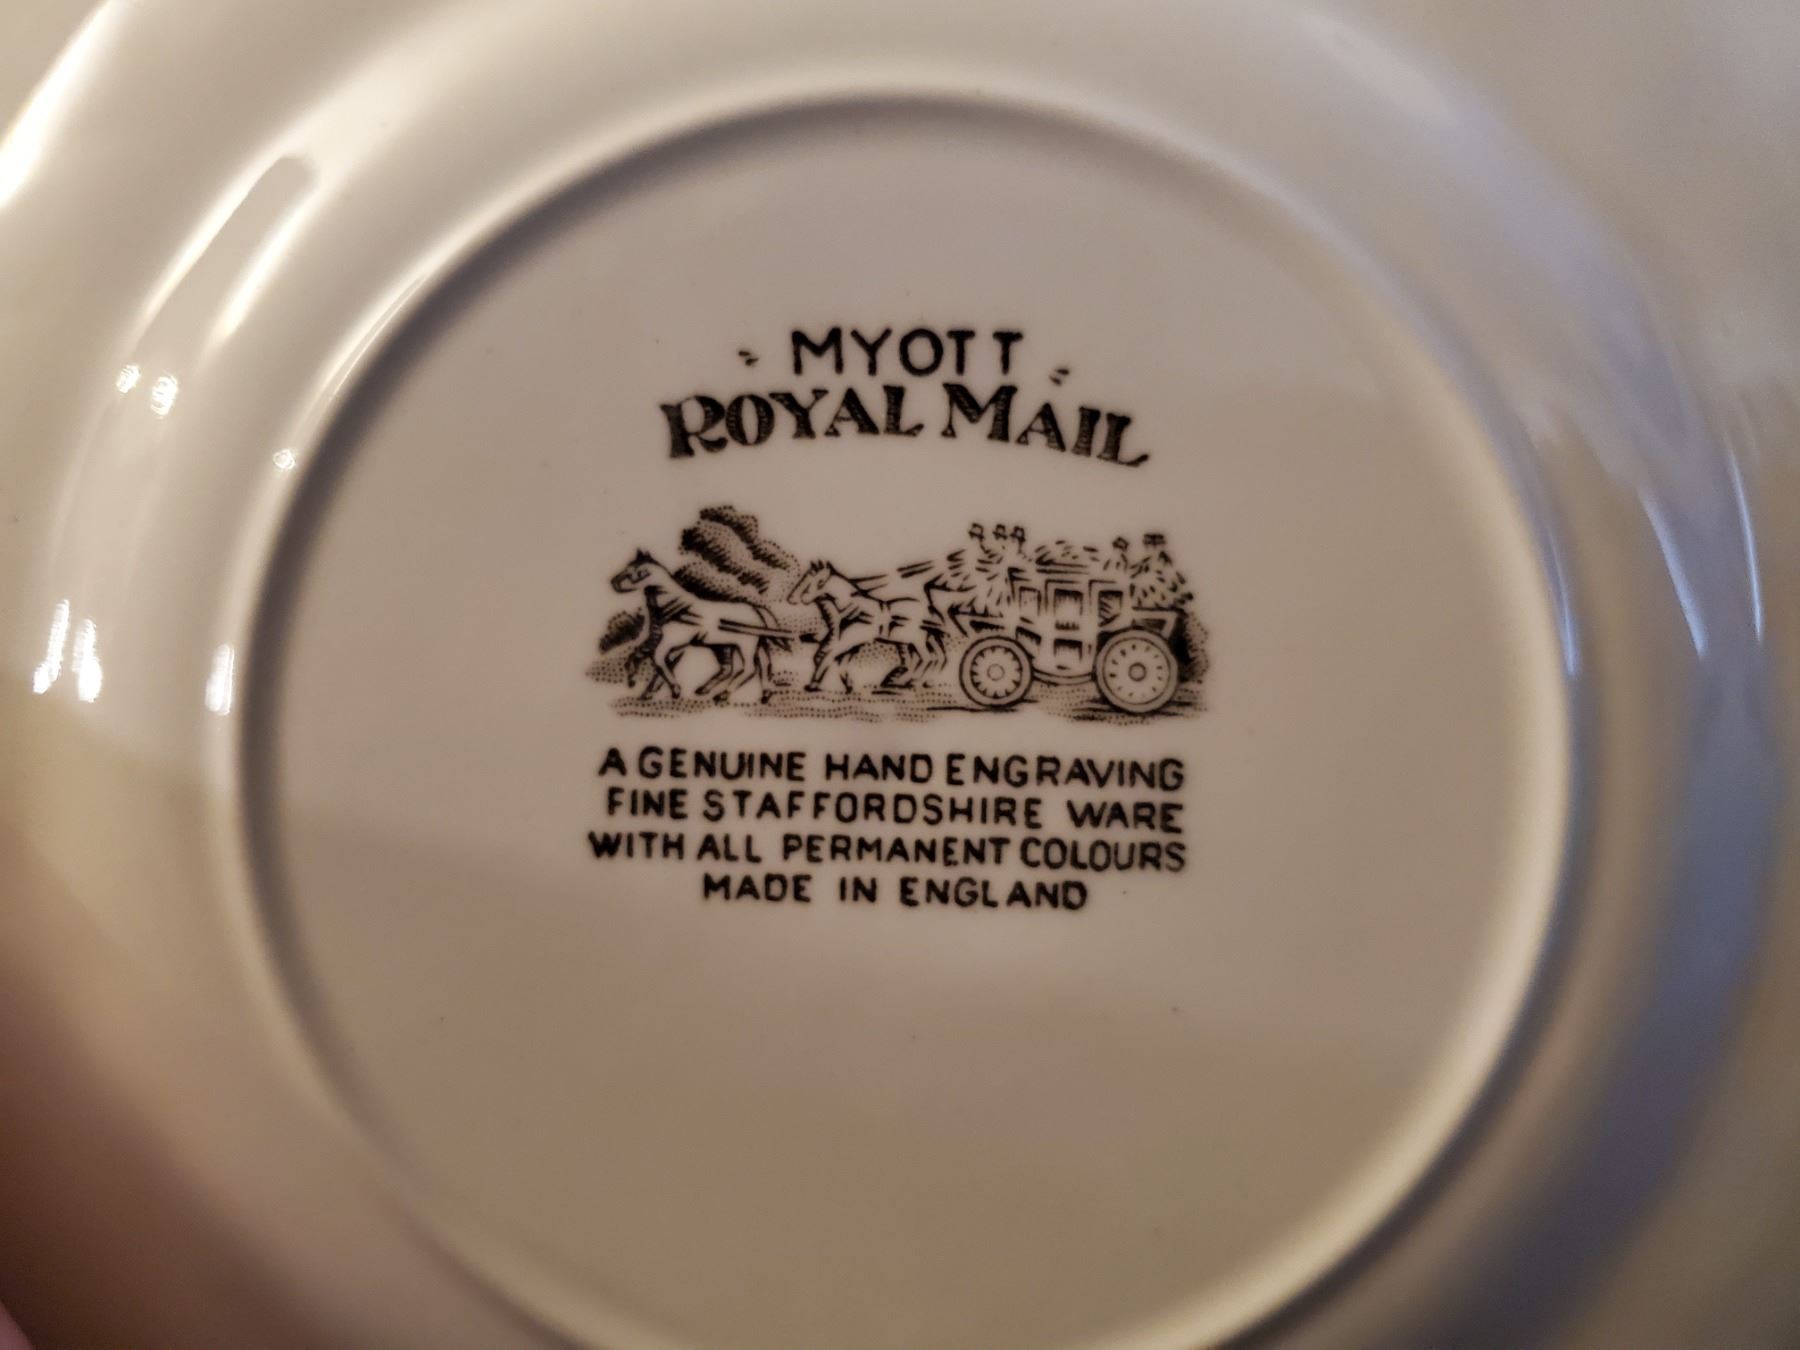 MYOTT
ROYAL MAIL
A GENUINE HAND ENGRAVING
FINE STAFFORDSHIRE WARE
WITH ALL PERMANENT COLOURS
MADE IN ENGLAND